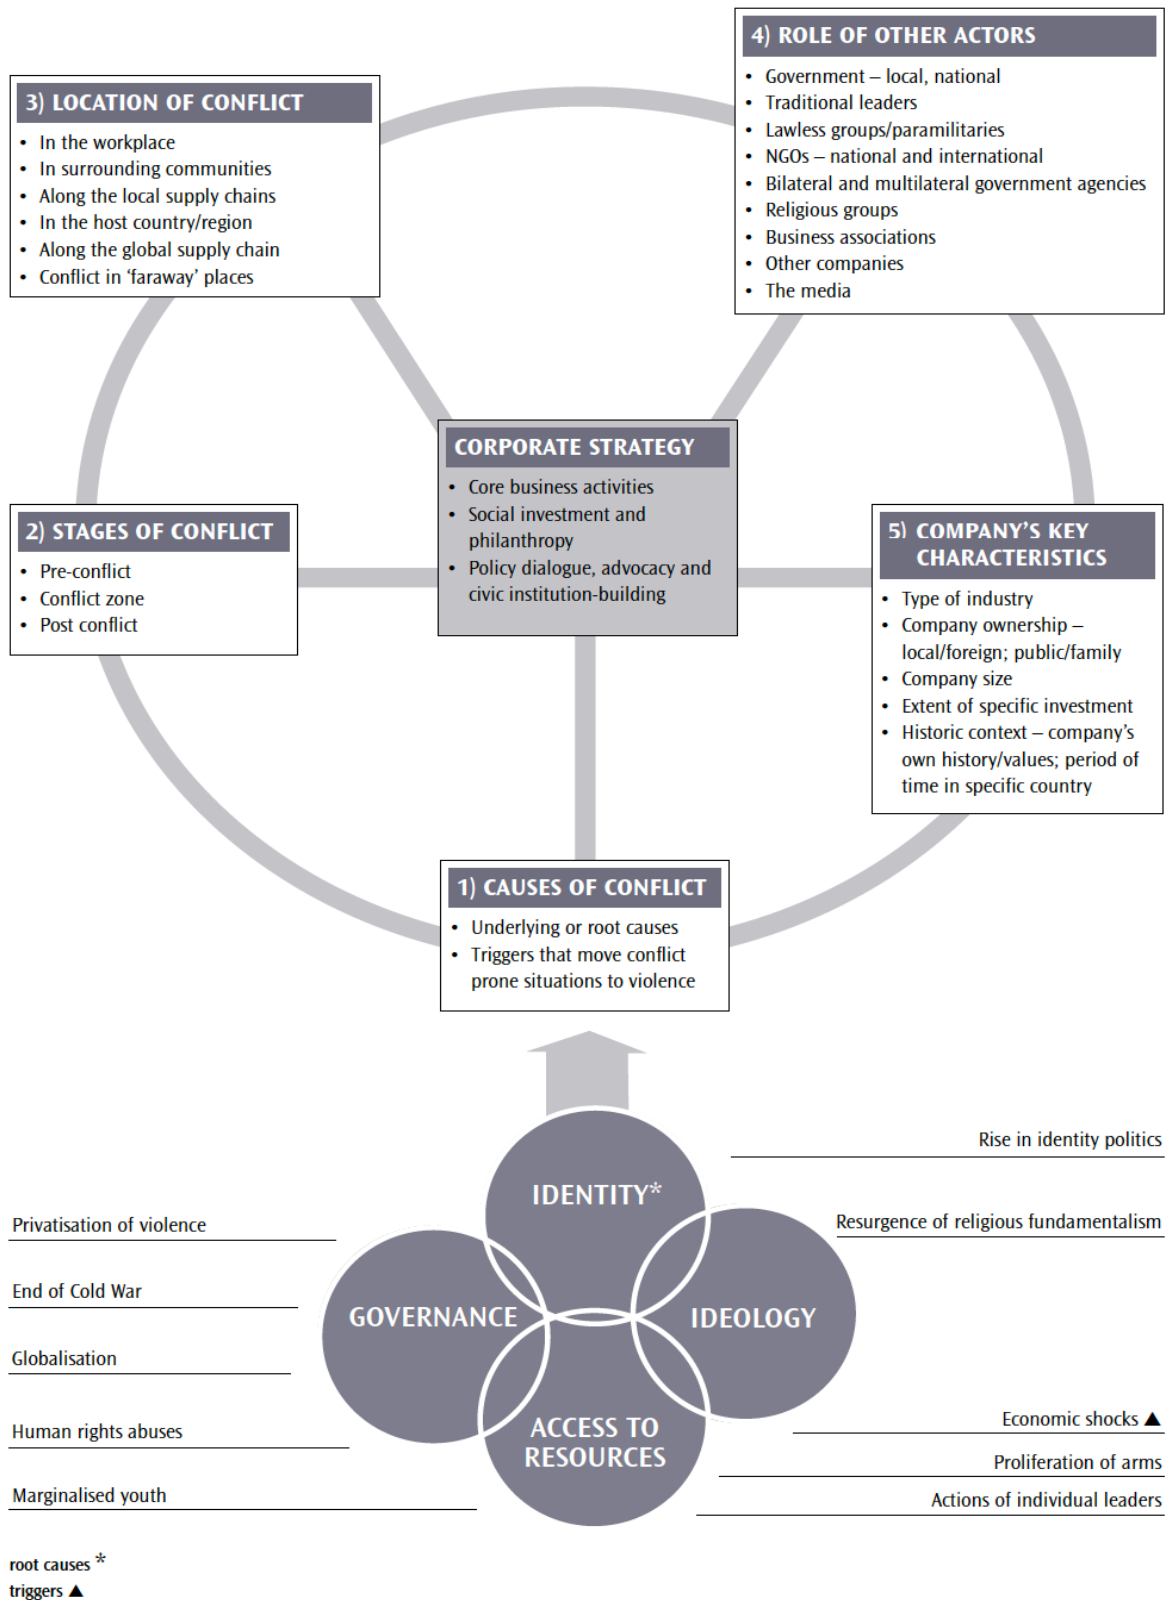 4) ROLE OF OTHER ACTORS
• Government – local, national
• Traditional leaders
• Lawless groups/paramilitaries
• NGOs – national and international
• Bilateral and multilateral government agencies
• Religious groups
• Business associations
• Other companies
• The media
3) LOCATION OF CONFLICT
• In the workplace
• In surrounding communities
• Along the local supply chains
• In the host country/region
• Along the global supply chain
• Conflict in ‘faraway’ places
CORPORATE STRATEGY
• Core business activities
• Social investment and
philanthropy
• Policy dialogue, advocacy and
civic institution-building
2) STAGES OF CONFLICT
• Pre-conflict
• Conflict zone
• Post conflict
5) COMPANY’S KEY
CHARACTERISTICS
• Type of industry
• Company ownership –
local/foreign; public/family
• Company size
• Extent of specific investment
• Historic context – company’s
own history/values; period of
time in specific country
1) CAUSES OF CONFLICT
• Underlying or root causes
• Triggers that move conflict
prone situations to violence
Rise in identity politics
IDENTITY*
Privatisation of violence
Resurgence of religious fundamentalism
End of Cold War
GOVERNANCE
IDEOLOGY
Globalisation
Human rights abuses
ACCESS TO
RESOURCES
Economic shocks ▲
Proliferation of arms
Marginalised youth
Actions of individual leaders
root causes *
triggers ▲